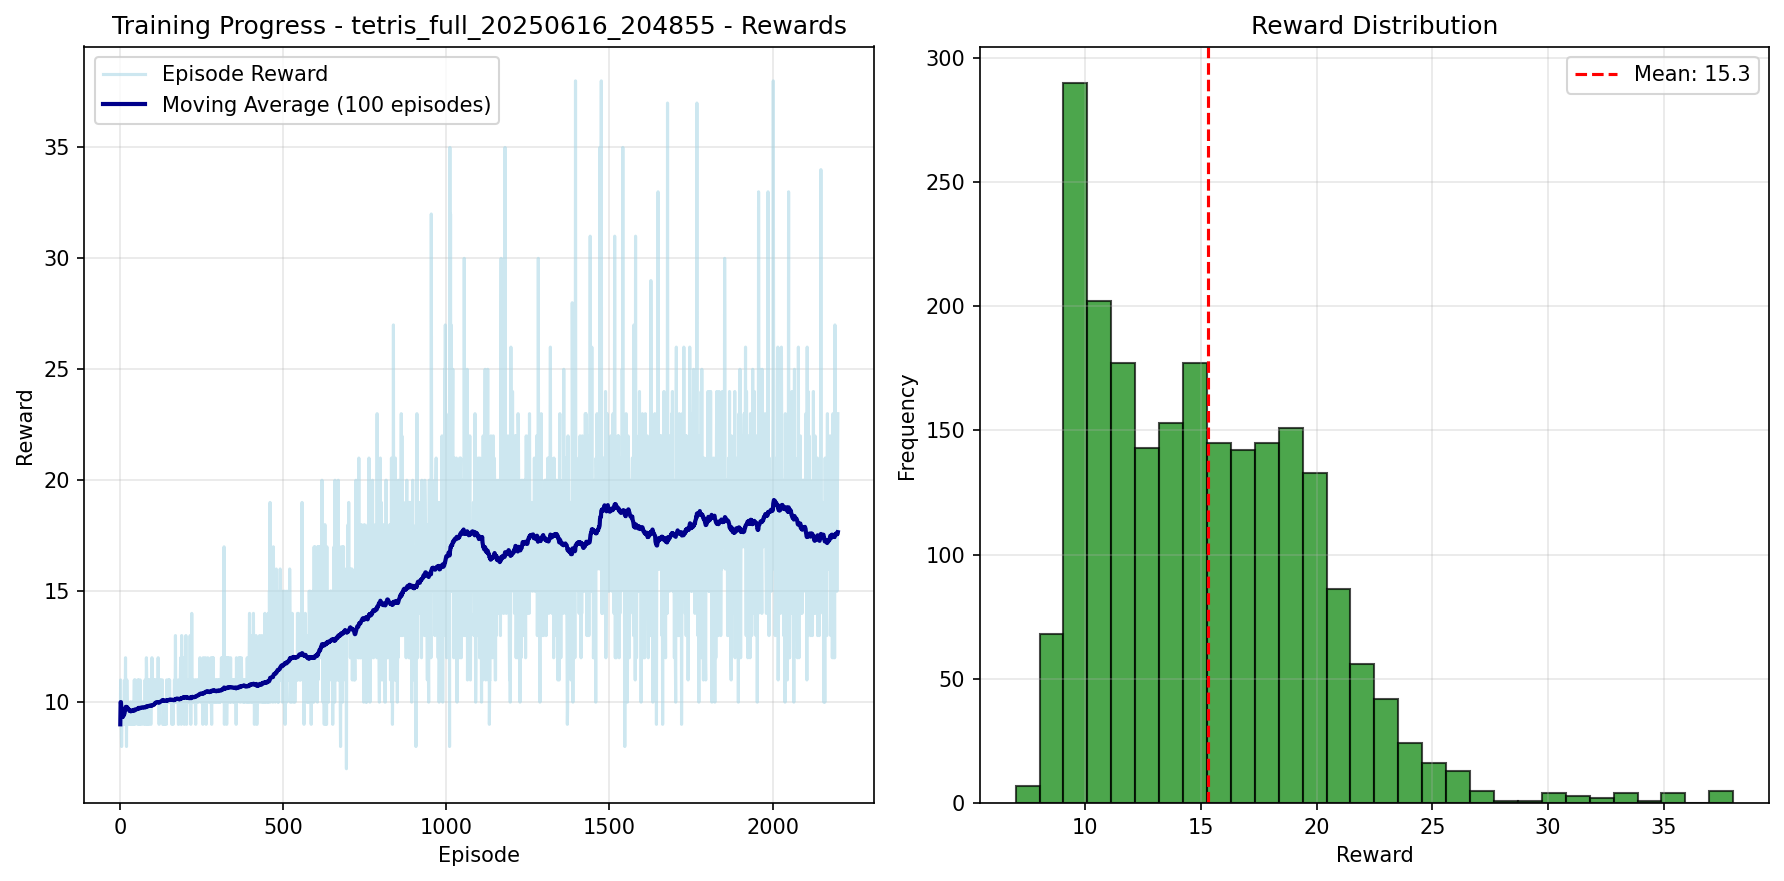 Training Progress - tetris_full_20250616_204855 - Rewards
Episode Reward
Moving Average (100 episodes)
35
30
25
20
15
10
Reward
0
500
1000
1500
2000
Episode
Reward Distribution
Mean: 15.3
300
250
200
150
100
50
0
Frequency
10
15
20
25
30
35
Reward